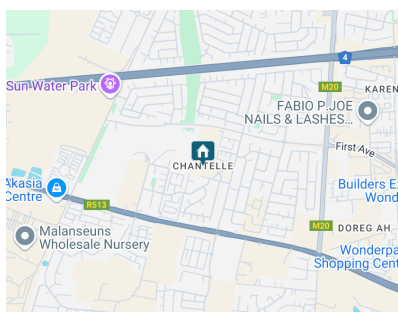 4
Sun Water Park
M20
KAREN
FABIO P.JOE
NAILS & LASHES...
First Ave
CHANTELLE
Akasia
Centre
Builders E
Wond
R513
M20
DOREG AH
Malanseuns
Wholesale Nursery
Wonderpa
Shopping Cent